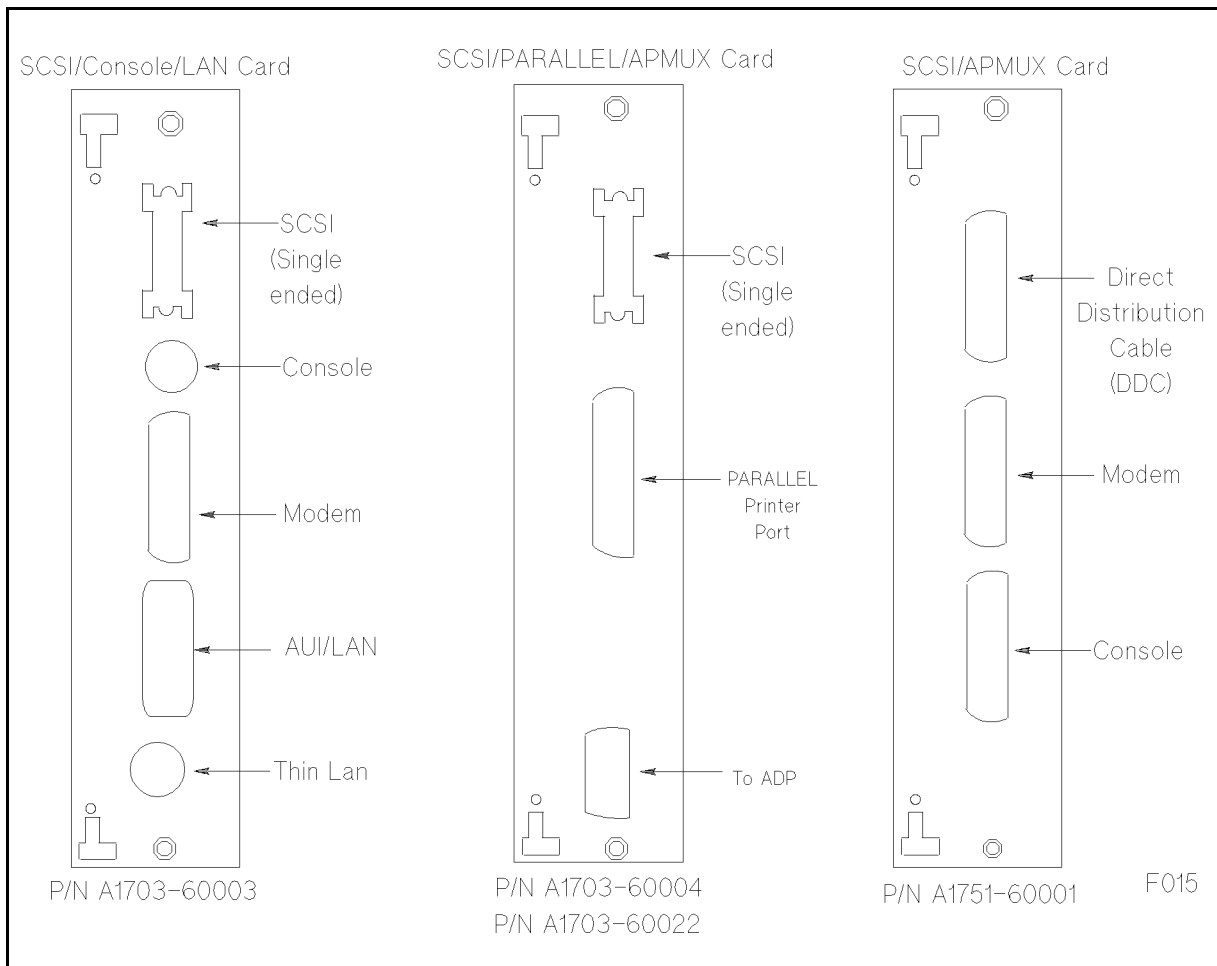 SCSI/Console/LAN Card
SCSI
(Single
ended)
Console
Modem
AUI/LAN
Thin Lan
P/N A1703-60003
SCSI/PARALLEL/APMUX Card
SCSI
(Single
ended)
PARALLEL
Printer
Port
To ADP
P/N A1703-60004
P/N A1703-60022
SCSI/APMUX Card
Direct
Distribution
Cable
(DDC)
Modem
Console
P/N A1751-60001
F015